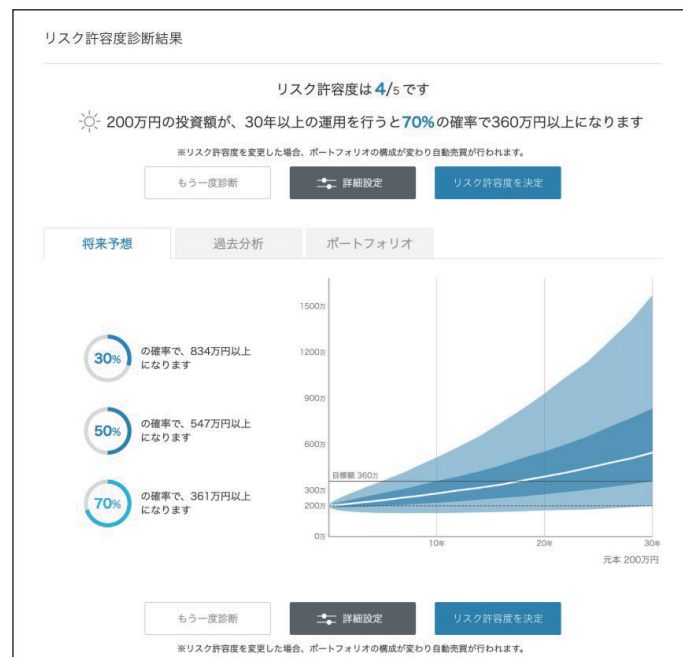 リスク許容度診断結果
リスク許容度は 4/5 です
200万円の投資額が、30年以上の運用を行うと70%の確率で360万円以上になります
※リスク許容度を変更した場合、ポートフォリオの構成が変わり自動売買が行われます。
もう一度診断
詳細設定
リスク許容度を決定
将来予想
過去分析
ポートフォリオ
30%
の確率で、834万円以上
になります
50%
の確率で、547万円以上
になります
70%
の確率で、361万円以上
になります
1500万
1200万
900万
600万
目標額 360万
300万
200万
0万
10年
20年
30年
元本 200万円
もう一度診断
詳細設定
リスク許容度を決定
※リスク許容度を変更した場合、ポートフォリオの構成が変わり自動売買が行われます。